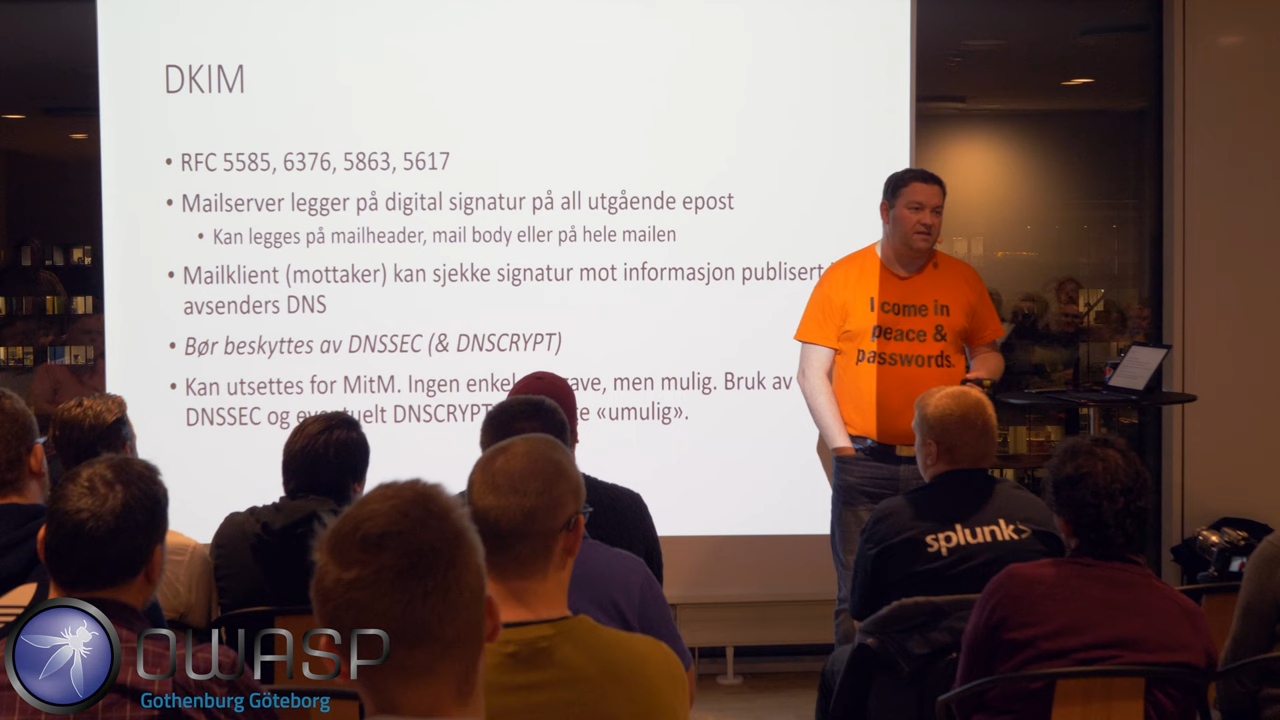 DKIM
• RFC 5585, 6376, 5863, 5617
• Mailserver legger på digital signatur på all utgående epost
• Kan legges på mailheader, mail body eller på hele mailen
• Mailklient (mottaker) kan sjekke signatur mot informasjon publisert
avsenders DNS
• Bør beskyttes av DNSSEC (& DNSCRYPT)
• Kan utsettes for MitM. Ingen men mulig. Bruk av
DNSSEC og DNSCRYPT «umulig».
I come in
peace &
passwords.
splunk>
OWASP
Gothenburg Göteborg